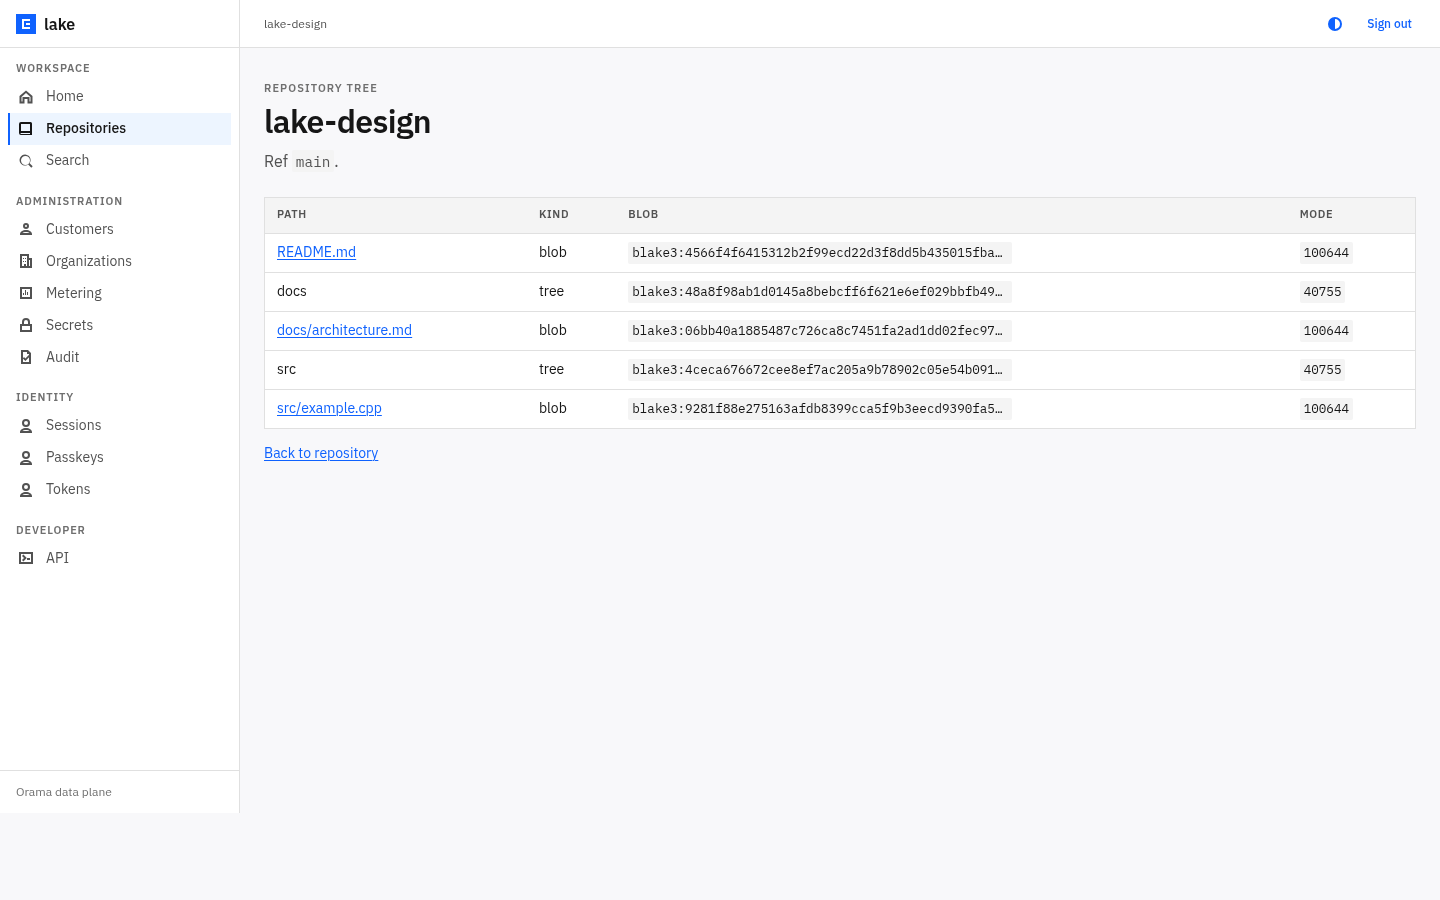 lake
lake-design
Sign out
WORKSPACE
Home
Repositories
Search
ADMINISTRATION
Customers
Organizations
Metering
Secrets
Audit
IDENTITY
Sessions
Passkeys
Tokens
DEVELOPER
API
Orama data plane
REPOSITORY TREE
lake-design
Ref main.
PATH KIND BLOB MODE
README.md blob blake3:4566f4f6415312b2f99ecd22d3f8dd5b435015fba… 100644
docs tree blake3:48a8f98ab1d0145a8bebcff6f621e6ef029bbfb49… 40755
docs/architecture.md blob blake3:06bb40a1885487c726ca8c7451fa2ad1dd02fec97… 100644
src tree blake3:4ceca676672cee8ef7ac205a9b78902c05e54b091… 40755
src/example.cpp blob blake3:9281f88e275163afdb8399cca5f9b3eecd9390fa5… 100644
Back to repository